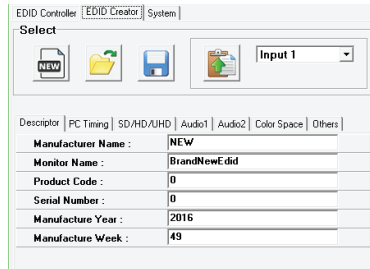 EDID Controller EDID Creator System
Select
NEW
Input 1
Descriptor PC Timing SD/HD/UHD Audio1 Audio2 Color Space Others
Manufacturer Name : NEW
Monitor Name : BrandNewEdid
Product Code : 0
Serial Number : 0
Manufacture Year : 2016
Manufacture Week : 49